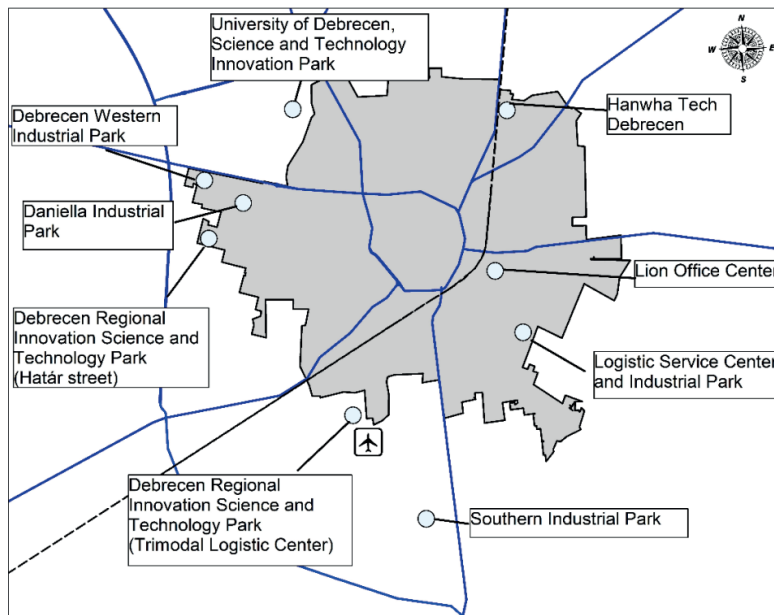 University of Debrecen,
Science and Technology
Innovation Park
N
W
E
S
Debrecen Western
Industrial Park
Hanwha Tech
Debrecen
Daniella Industrial
Park
Lion Office Center
Debrecen Regional
Innovation Science and
Technology Park
(Határ street)
Logistic Service Center
and Industrial Park
Debrecen Regional
Innovation Science and
Technology Park
(Trimodal Logistic Center)
Southern Industrial Park